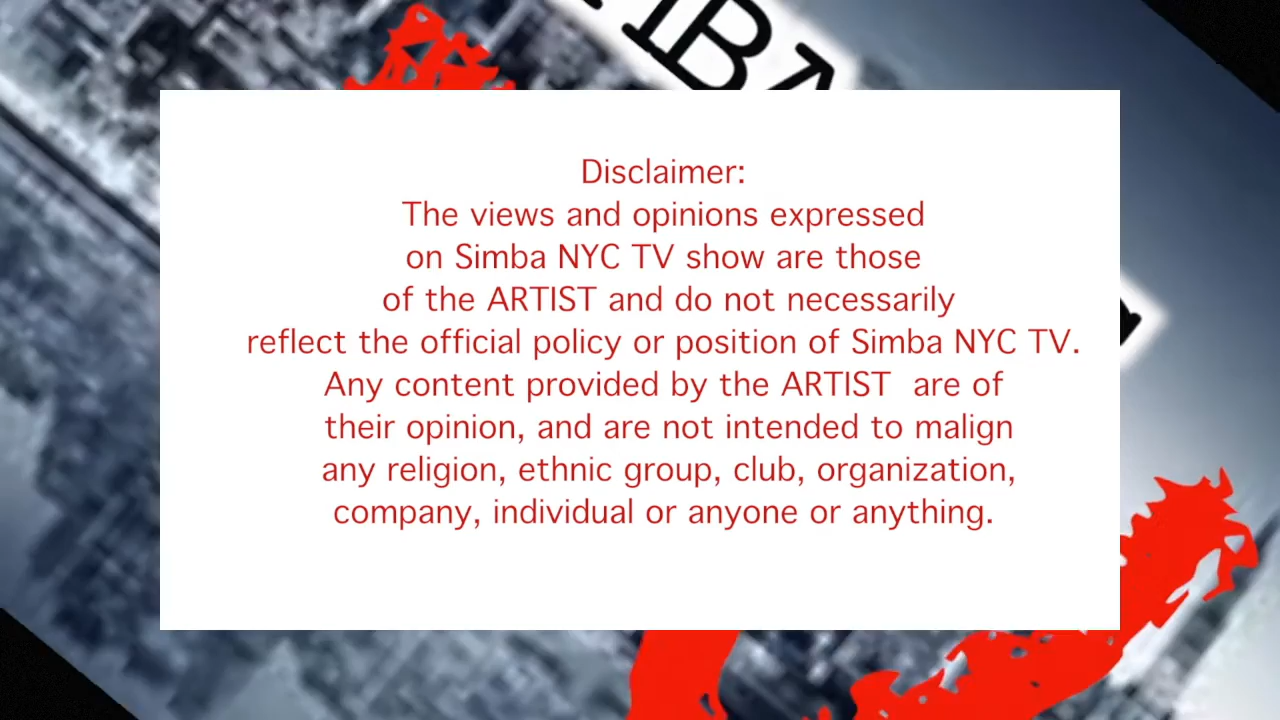 Disclaimer:
The views and opinions expressed
on Simba NYC TV show are those
of the ARTIST and do not necessarily
reflect the official policy or position of Simba NYC TV.
Any content provided by the ARTIST  are of
their opinion, and are not intended to malign
any religion, ethnic group, club, organization,
company, individual or anyone or anything.